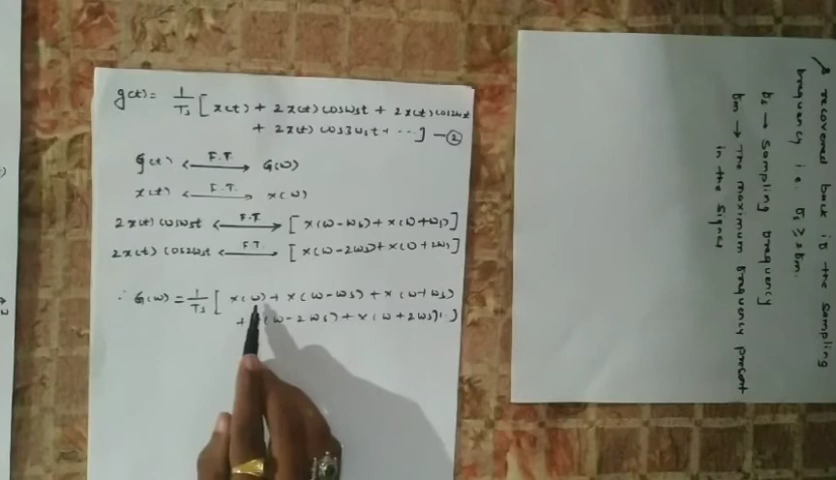 g(t) = 1/Ts [ x(t) + 2x(t) cosωst + 2x(t) cos2ωst
+ 2x(t) cos3ωst + ... ] —②
g(t) ←F.T.→ G(ω)
x(t) ←F.T.→ x(ω)
2x(t) cosωst ←F.T.→ [ x(ω-ωs) + x(ω+ωs) ]
2x(t) cos2ωst ←F.T.→ [ x(ω-2ωs) + x(ω+2ωs) ]
∴ G(ω) = 1/Ts [ x(ω) + x(ω-ωs) + x(ω+ωs)
+ (ω-2ωs) + x(ω+2ωs)
recovered back is the sampling
frequency i.e. fs ≥ 2fm.
fs → sampling frequency
fm → The maximum frequency present
in the signal